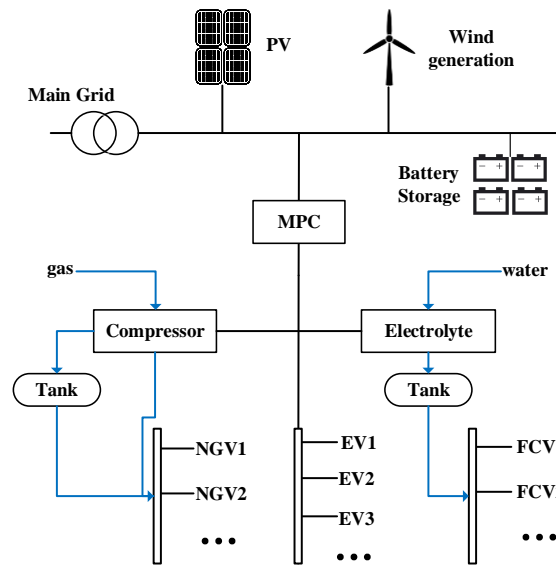 PV
Wind
generation
Main Grid
Battery
Storage
MPC
gas
water
Compressor
Electrolyte
Tank
Tank
NGV1
NGV2
EV1
EV2
EV3
FCV
FCV